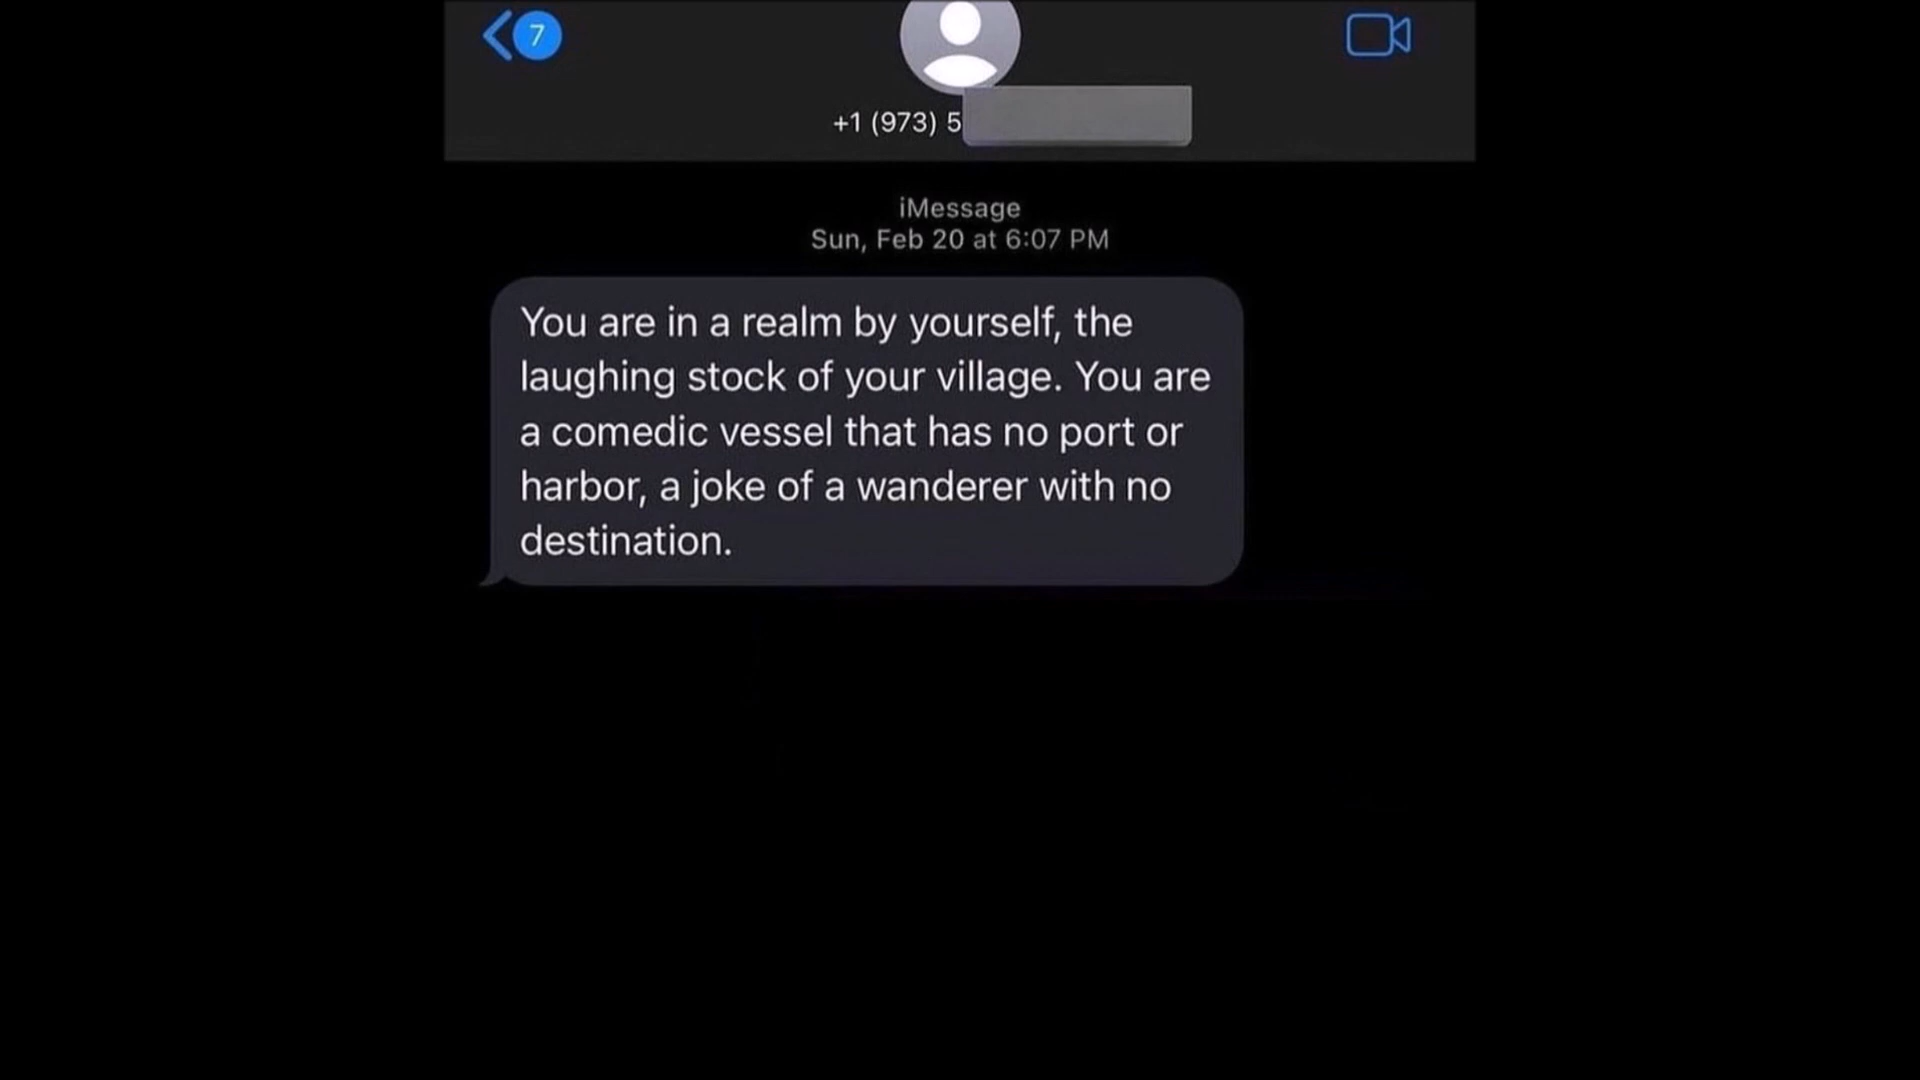 7
+1 (973) 5
iMessage
Sun, Feb 20 at 6:07 PM
You are in a realm by yourself, the
laughing stock of your village. You are
a comedic vessel that has no port or
harbor, a joke of a wanderer with no
destination.